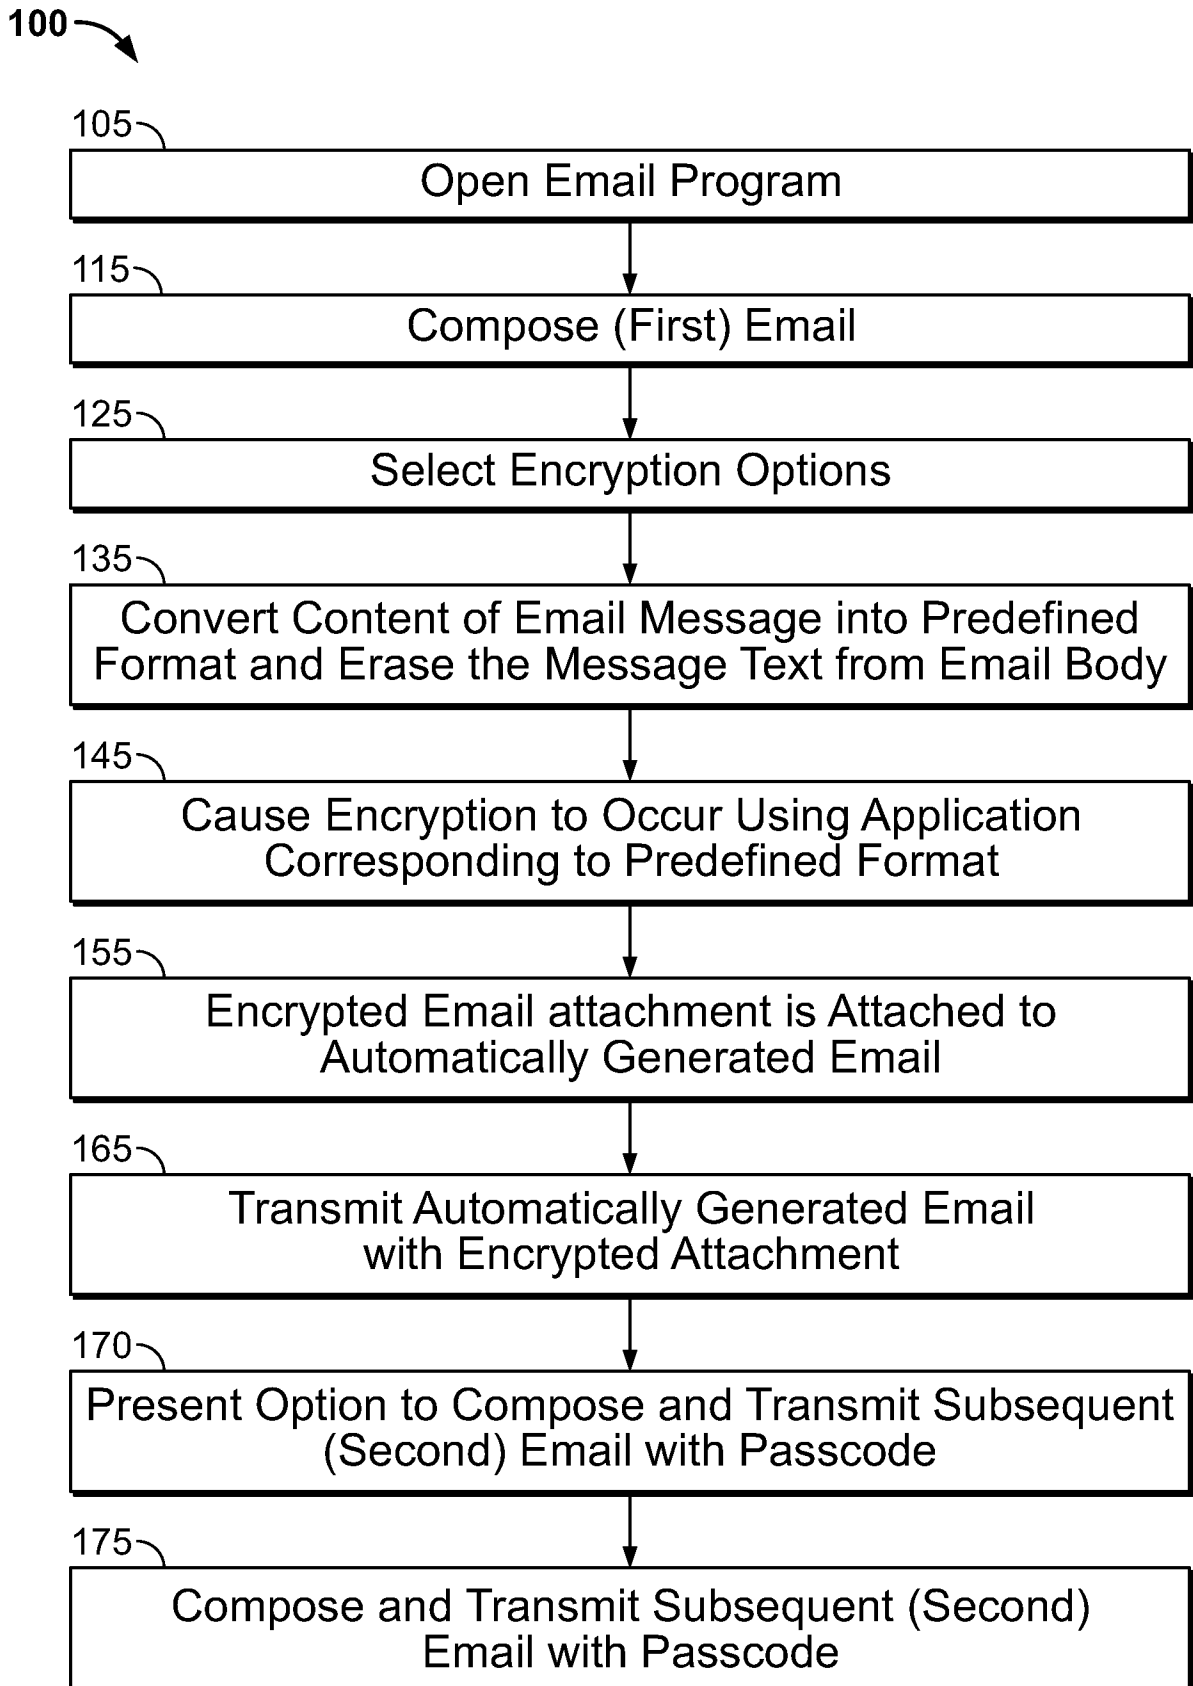 100
105
Open Email Program
115
Compose (First) Email
125
Select Encryption Options
135
Convert Content of Email Message into Predefined
Format and Erase the Message Text from Email Body
145
Cause Encryption to Occur Using Application
Corresponding to Predefined Format
155
Encrypted Email attachment is Attached to
Automatically Generated Email
165
Transmit Automatically Generated Email
with Encrypted Attachment
170
Present Option to Compose and Transmit Subsequent
(Second) Email with Passcode
175
Compose and Transmit Subsequent (Second)
Email with Passcode